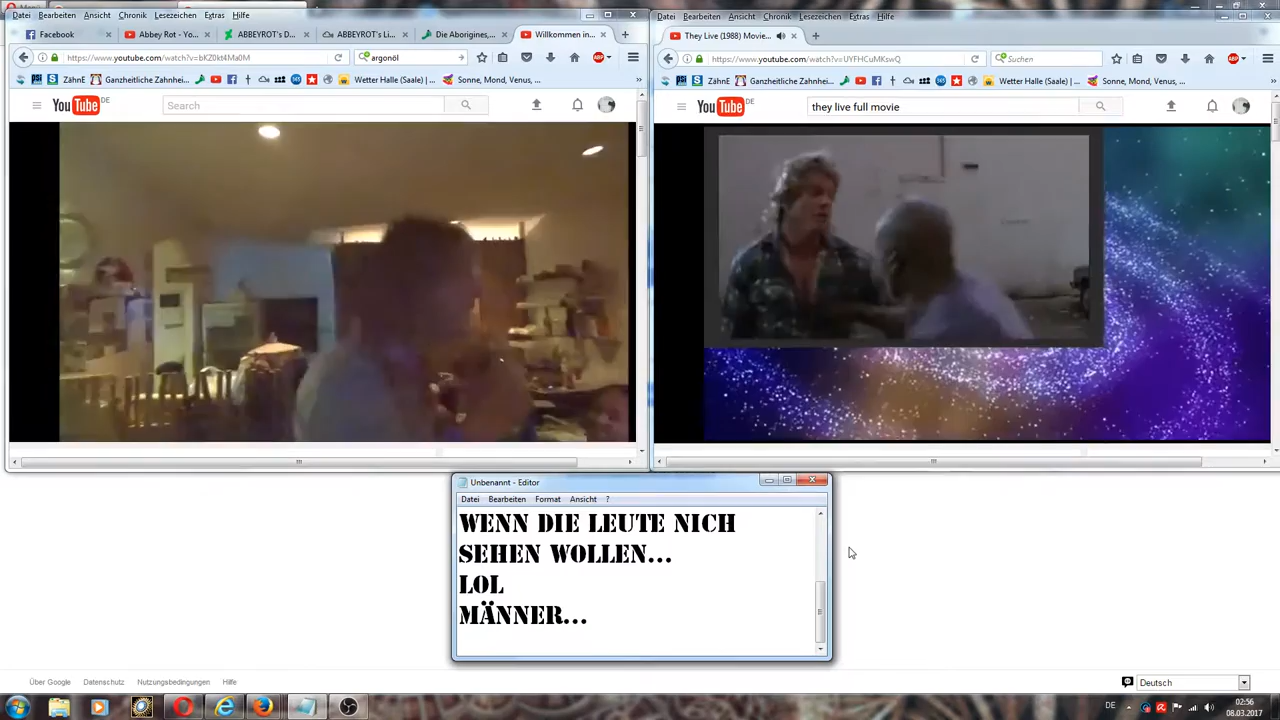 Datei Bearbeiten Ansicht Chronik Lesezeichen Extras Hilfe
Facebook
Abbey Rot - Yo...
ABBEYROT's D...
ABBEYROT's Li...
Die Aborigines,...
Willkommen in...
https://www.youtube.com/watch?v=bKZ0kt4Ma0M
argonöl
ZähnE
Ganzheitliche Zahnhei...
Wetter Halle (Saale) |...
Sonne, Mond, Venus,...
YouTube DE
Search
Datei Bearbeiten Ansicht Chronik Lesezeichen Extras Hilfe
They Live (1988) Movie...
https://www.youtube.com/watch?v=UYFHCuMKswQ
Suchen
ZähnE
Ganzheitliche Zahnhei...
Wetter Halle (Saale) |...
Sonne, Mond, Venus,...
YouTube DE
they live full movie
Unbenannt - Editor
Datei Bearbeiten Format Ansicht ?
WENN DIE LEUTE NICH
SEHEN WOLLEN...
LOL
MÄNNER...
Über Google Datenschutz Nutzungsbedingungen Hilfe
Deutsch
DE
02:56
08.03.2017